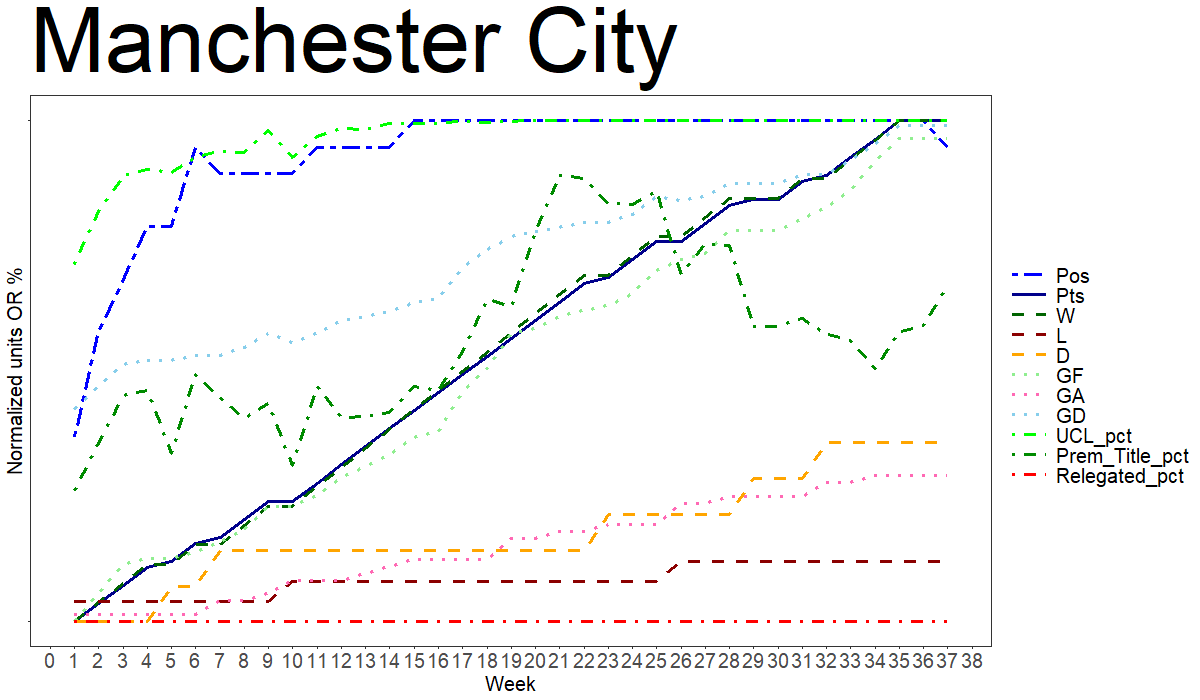 Manchester City
Normalized units OR %
Pos
Pts
W
L
D
GF
GA
GD
UCL_pct
Prem_Title_pct
Relegated_pct
0 1 2 3 4 5 6 7 8 9 10 11 12 13 14 15 16 17 18 19 20 21 22 23 24 25 26 27 28 29 30 31 32 33 34 35 36 37 38
Week